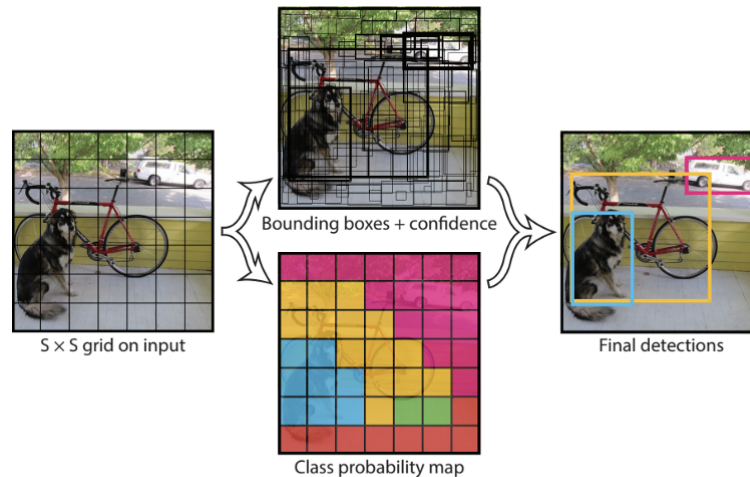 Bounding boxes + confidence
S × S grid on input
Final detections
Class probability map